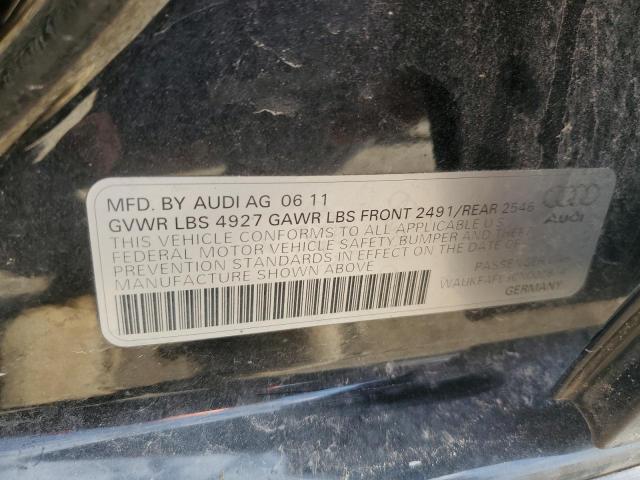 MFD. BY AUDI AG 06 11
GVWR LBS 4927 GAWR LBS FRONT 2491/REAR 2546
THIS VEHICLE CONFORMS TO ALL APPLICABLE U.S.
FEDERAL MOTOR VEHICLE SAFETY, BUMPER AND THEFT
PREVENTION STANDARDS IN EFFECT ON THE DATE OF
MANUFACTURE SHOWN ABOVE
Audi
GERMANY